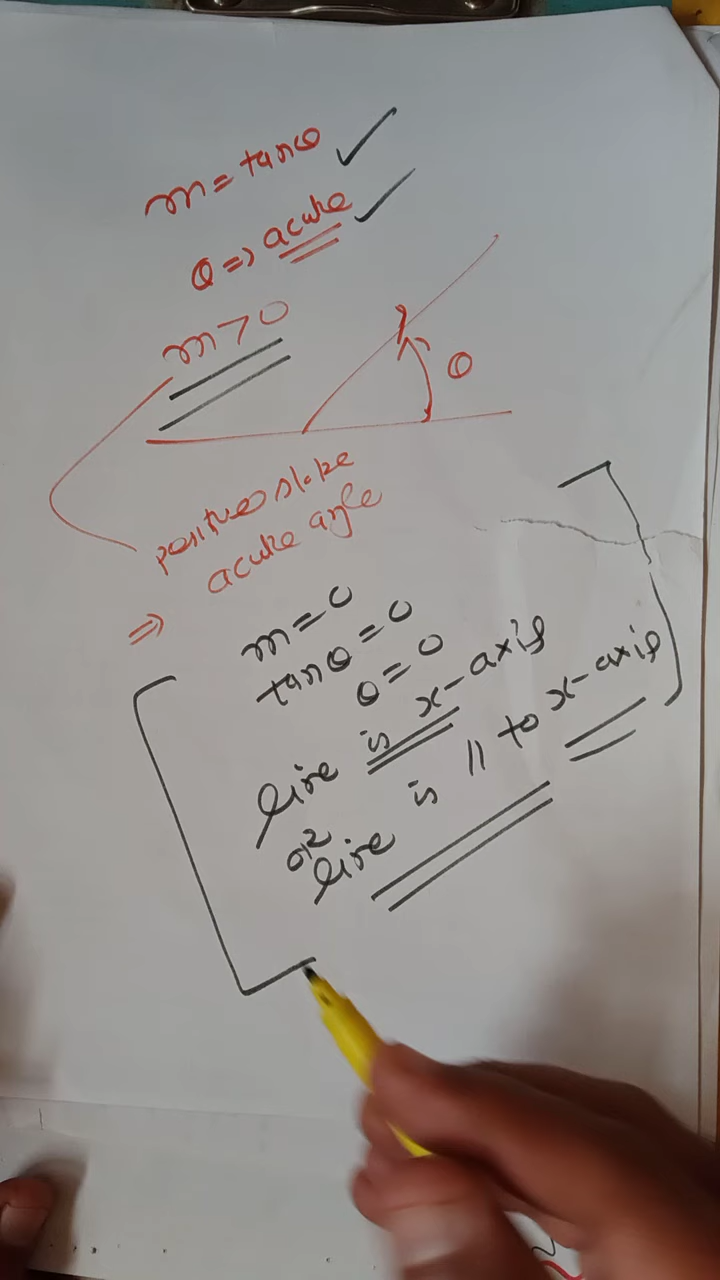 m = tanθ ✓
θ => acute ✓
m > 0
θ
positive slope
=> acute angle
m = 0
tanθ = 0
θ = 0
line is x-axis
or
line is // to x-axis